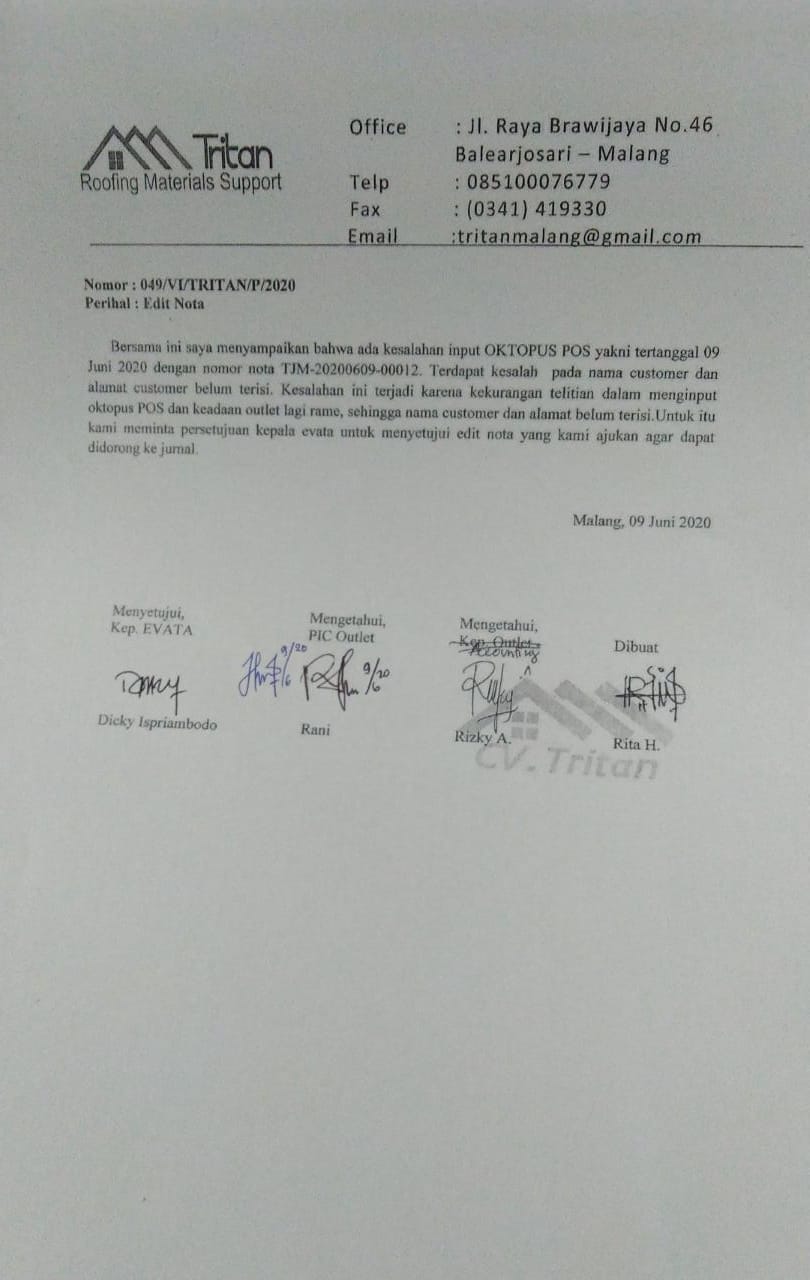 Tritan
Roofing Materials Support
Office : Jl. Raya Brawijaya No.46
Balearjosari – Malang
Telp : 085100076779
Fax : (0341) 419330
Email :tritanmalang@gmail.com
Nomor : 049/VI/TRITAN/P/2020
Perihal : Edit Nota
Bersama ini saya menyampaikan bahwa ada kesalahan input OKTOPUS POS yakni tertanggal 09
Juni 2020 dengan nomor nota TJM-20200609-00012. Terdapat kesalah pada nama customer dan
alamat customer belum terisi. Kesalahan ini terjadi karena kekurangan telitian dalam menginput
oktopus POS dan keadaan outlet lagi rame, sehingga nama customer dan alamat belum terisi.Untuk itu
kami meminta persetujuan kepala evata untuk menyetujui edit nota yang kami ajukan agar dapat
didorong ke jurnal.
Malang, 09 Juni 2020
Menyetujui,
Kep. EVATA
Dicky Ispriambodo
Mengetahui,
PIC Outlet
9/20
6
9/20
6
Rani
Mengetahui,
Kep. Outlet
Accounting
Rizky A.
Dibuat
Rita H.
CV. Tritan